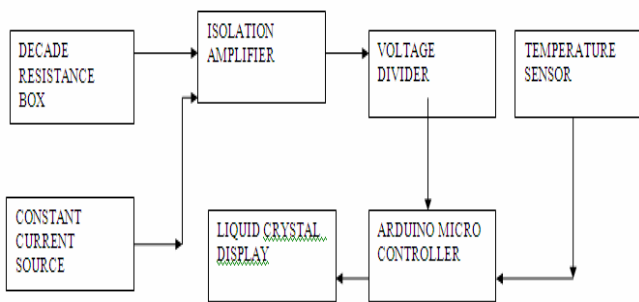 DECADE
RESISTANCE
BOX
ISOLATION
AMPLIFIER
VOLTAGE
DIVIDER
TEMPERATURE
SENSOR
CONSTANT
CURRENT
SOURCE
LIQUID CRYSTAL
DISPLAY
ARDUINO MICRO
CONTROLLER